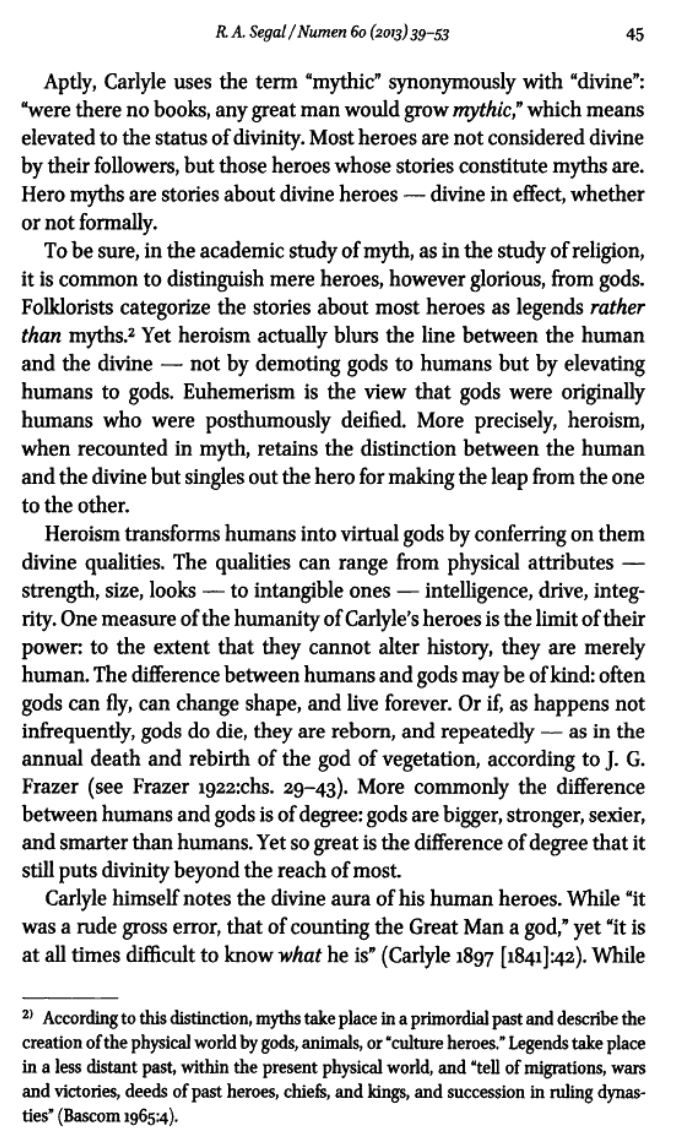 R. A. Segal / Numen 60 (2013) 39–53
45
Aptly, Carlyle uses the term “mythic” synonymously with “divine”:
“were there no books, any great man would grow mythic,” which means
elevated to the status of divinity. Most heroes are not considered divine
by their followers, but those heroes whose stories constitute myths are.
Hero myths are stories about divine heroes — divine in effect, whether
or not formally.
To be sure, in the academic study of myth, as in the study of religion,
it is common to distinguish mere heroes, however glorious, from gods.
Folklorists categorize the stories about most heroes as legends rather
than myths.² Yet heroism actually blurs the line between the human
and the divine — not by demoting gods to humans but by elevating
humans to gods. Euhemerism is the view that gods were originally
humans who were posthumously deified. More precisely, heroism,
when recounted in myth, retains the distinction between the human
and the divine but singles out the hero for making the leap from the one
to the other.
Heroism transforms humans into virtual gods by conferring on them
divine qualities. The qualities can range from physical attributes —
strength, size, looks — to intangible ones — intelligence, drive, integ-
rity. One measure of the humanity of Carlyle’s heroes is the limit of their
power: to the extent that they cannot alter history, they are merely
human. The difference between humans and gods may be of kind: often
gods can fly, can change shape, and live forever. Or if, as happens not
infrequently, gods do die, they are reborn, and repeatedly — as in the
annual death and rebirth of the god of vegetation, according to J. G.
Frazer (see Frazer 1922:chs. 29–43). More commonly the difference
between humans and gods is of degree: gods are bigger, stronger, sexier,
and smarter than humans. Yet so great is the difference of degree that it
still puts divinity beyond the reach of most.
Carlyle himself notes the divine aura of his human heroes. While “it
was a rude gross error, that of counting the Great Man a god,” yet “it is
at all times difficult to know what he is” (Carlyle 1897 [1841]:42). While
²⁾ According to this distinction, myths take place in a primordial past and describe the
creation of the physical world by gods, animals, or “culture heroes.” Legends take place
in a less distant past, within the present physical world, and “tell of migrations, wars
and victories, deeds of past heroes, chiefs, and kings, and succession in ruling dynas-
ties” (Bascom 1965:4).